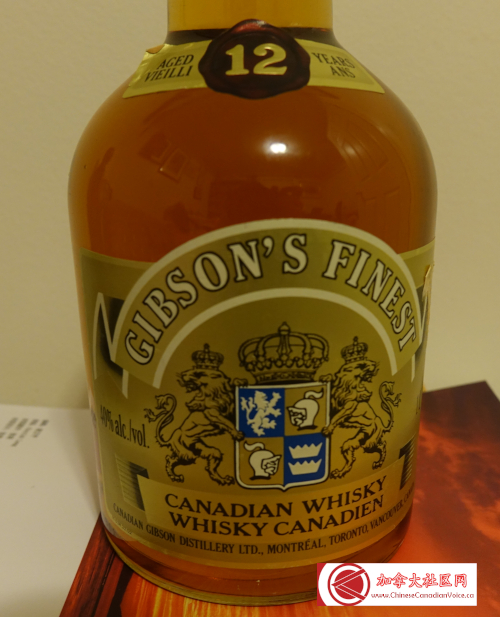 AGED 12 YEARS
VIEILLI ANS
GIBSON'S FINEST
40% alc./vol.
CANADIAN WHISKY
WHISKY CANADIEN
CANADIAN GIBSON DISTILLERY LTD., MONTRÉAL, TORONTO, VANCOUVER,
加拿大社区网
www.ChineseCanadianVoice.ca